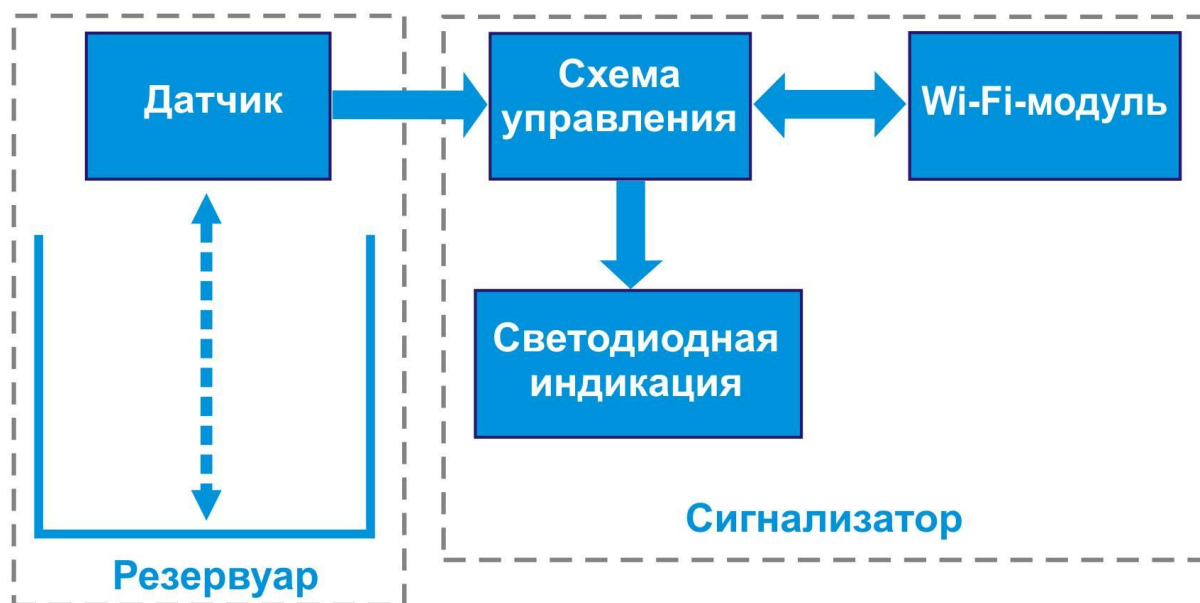 Датчик
Схема
управления
Wi-Fi-модуль
Светодиодная
индикация
Сигнализатор
Резервуар